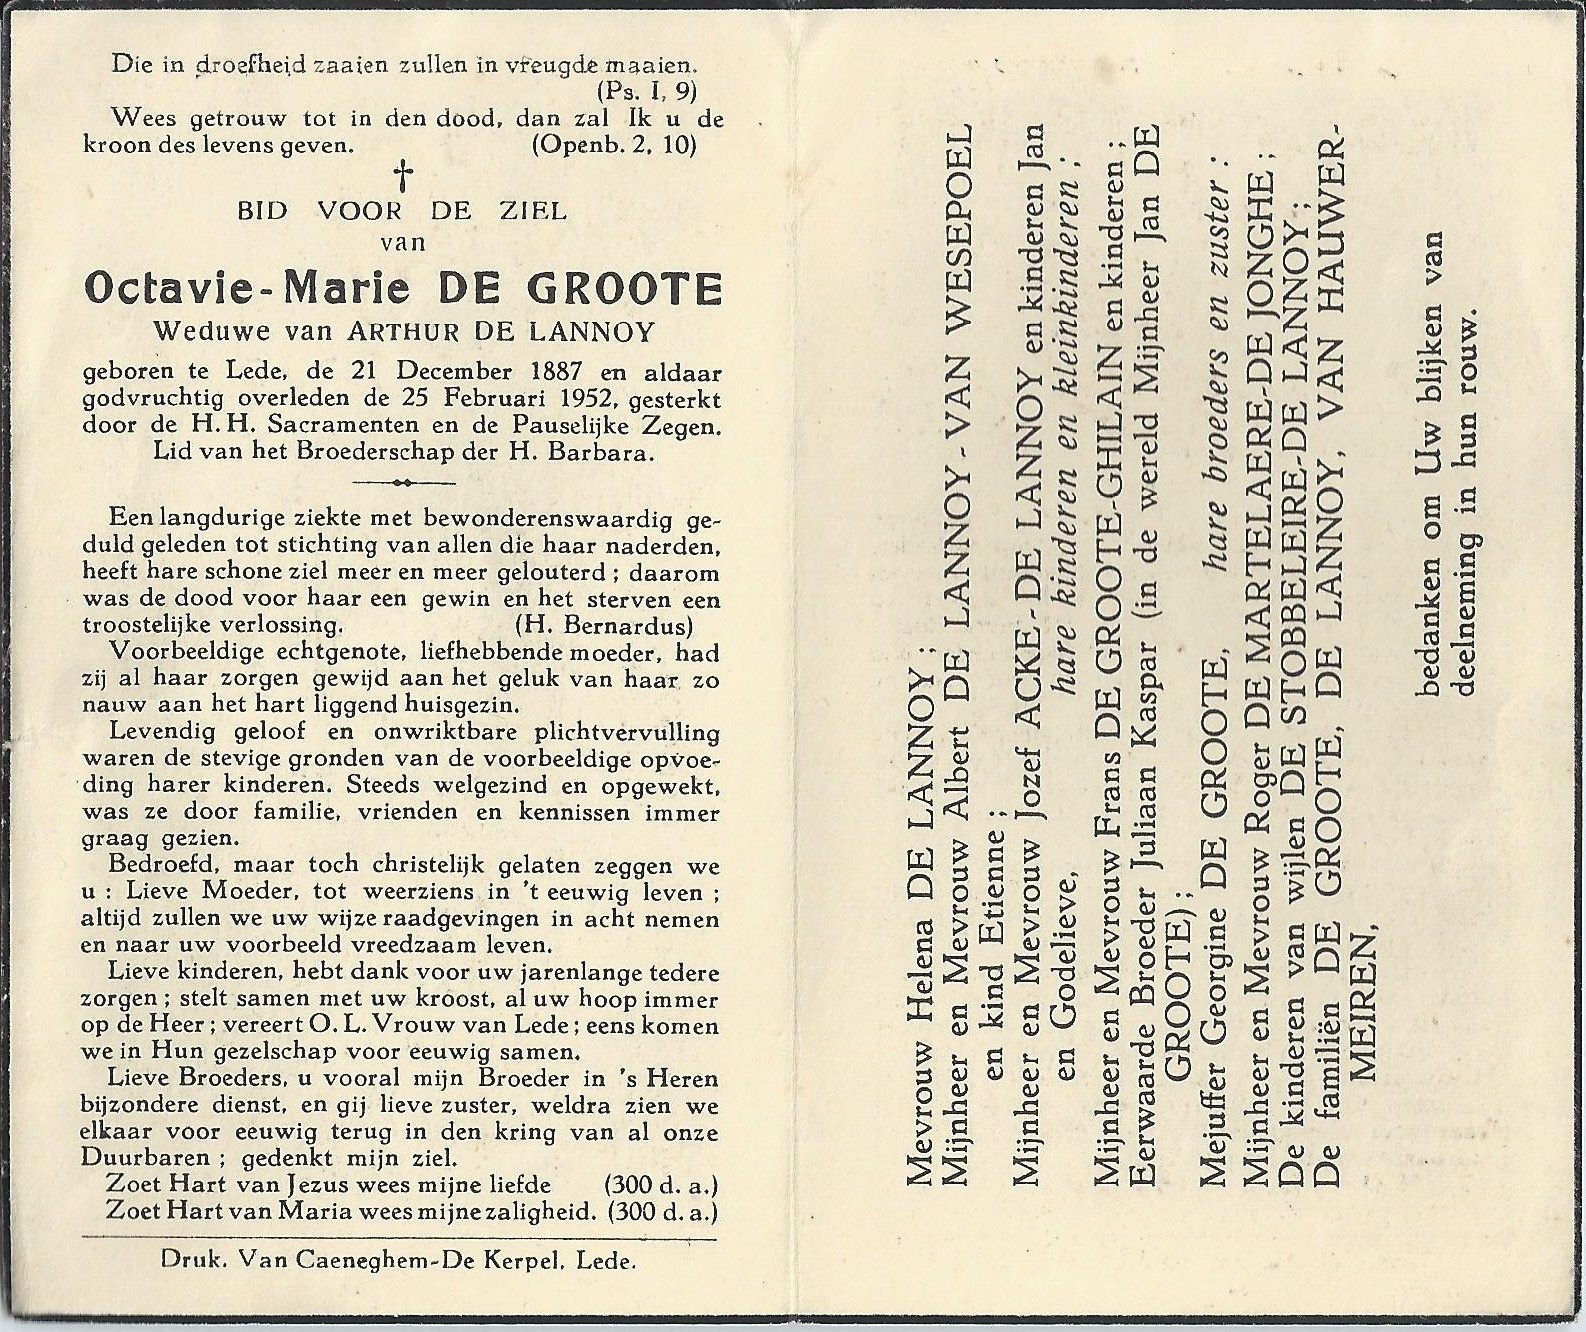 Die in droefheid zaaien zullen in vreugde maaien.
(Ps. I, 9)
Wees getrouw tot in den dood, dan zal Ik u de
kroon des levens geven. (Openb. 2, 10)
†
BID VOOR DE ZIEL
van
Octavie-Marie DE GROOTE
Weduwe van ARTHUR DE LANNOY
geboren te Lede, de 21 December 1887 en aldaar
godvruchtig overleden de 25 Februari 1952, gesterkt
door de H. H. Sacramenten en de Pauselijke Zegen.
Lid van het Broederschap der H. Barbara.
Een langdurige ziekte met bewonderenswaardig ge-
duld geleden tot stichting van allen die haar naderden,
heeft hare schone ziel meer en meer gelouterd ; daarom
was de dood voor haar een gewin en het sterven een
troostelijke verlossing. (H. Bernardus)
Voorbeeldige echtgenote, liefhebbende moeder, had
zij al haar zorgen gewijd aan het geluk van haar zo
nauw aan het hart liggend huisgezin.
Levendig geloof en onwriktbare plichtvervulling
waren de stevige gronden van de voorbeeldige opvoe-
ding harer kinderen. Steeds welgezind en opgewekt,
was ze door familie, vrienden en kennissen immer
graag gezien.
Bedroefd, maar toch christelijk gelaten zeggen we
u : Lieve Moeder, tot weerziens in 't eeuwig leven ;
altijd zullen we uw wijze raadgevingen in acht nemen
en naar uw voorbeeld vreedzaam leven.
Lieve kinderen, hebt dank voor uw jarenlange tedere
zorgen ; stelt samen met uw kroost, al uw hoop immer
op de Heer ; vereert O. L. Vrouw van Lede ; eens komen
we in Hun gezelschap voor eeuwig samen.
Lieve Broeders, u vooral mijn Broeder in 's Heren
bijzondere dienst, en gij lieve zuster, weldra zien we
elkaar voor eeuwig terug in den kring van al onze
Duurbaren ; gedenkt mijn ziel.
Zoet Hart van Jezus wees mijne liefde (300 d. a.)
Zoet Hart van Maria wees mijne zaligheid. (300 d. a.)
Druk. Van Caeneghem-De Kerpel, Lede.
Mevrouw Helena DE LANNOY ;
Mijnheer en Mevrouw Albert DE LANNOY - VAN WESEPOEL
en kind Etienne ;
Mijnheer en Mevrouw Jozef ACKE - DE LANNOY en kinderen Jan
en Godelieve, hare kinderen en kleinkinderen ;
Mijnheer en Mevrouw Frans DE GROOTE-GHILAIN en kinderen ;
Eerwaarde Broeder Juliaan Kaspar (in de wereld Mijnheer Jan DE
GROOTE) ;
Mejuffer Georgine DE GROOTE, hare broeders en zuster :
Mijnheer en Mevrouw Roger DE MARTELAERE-DE JONGHE ;
De kinderen van wijlen DE STOBBELEIRE-DE LANNOY ;
De familiën DE GROOTE, DE LANNOY, VAN HAUWER-
MEIREN,
bedanken om Uw blijken van
deelneming in hun rouw.